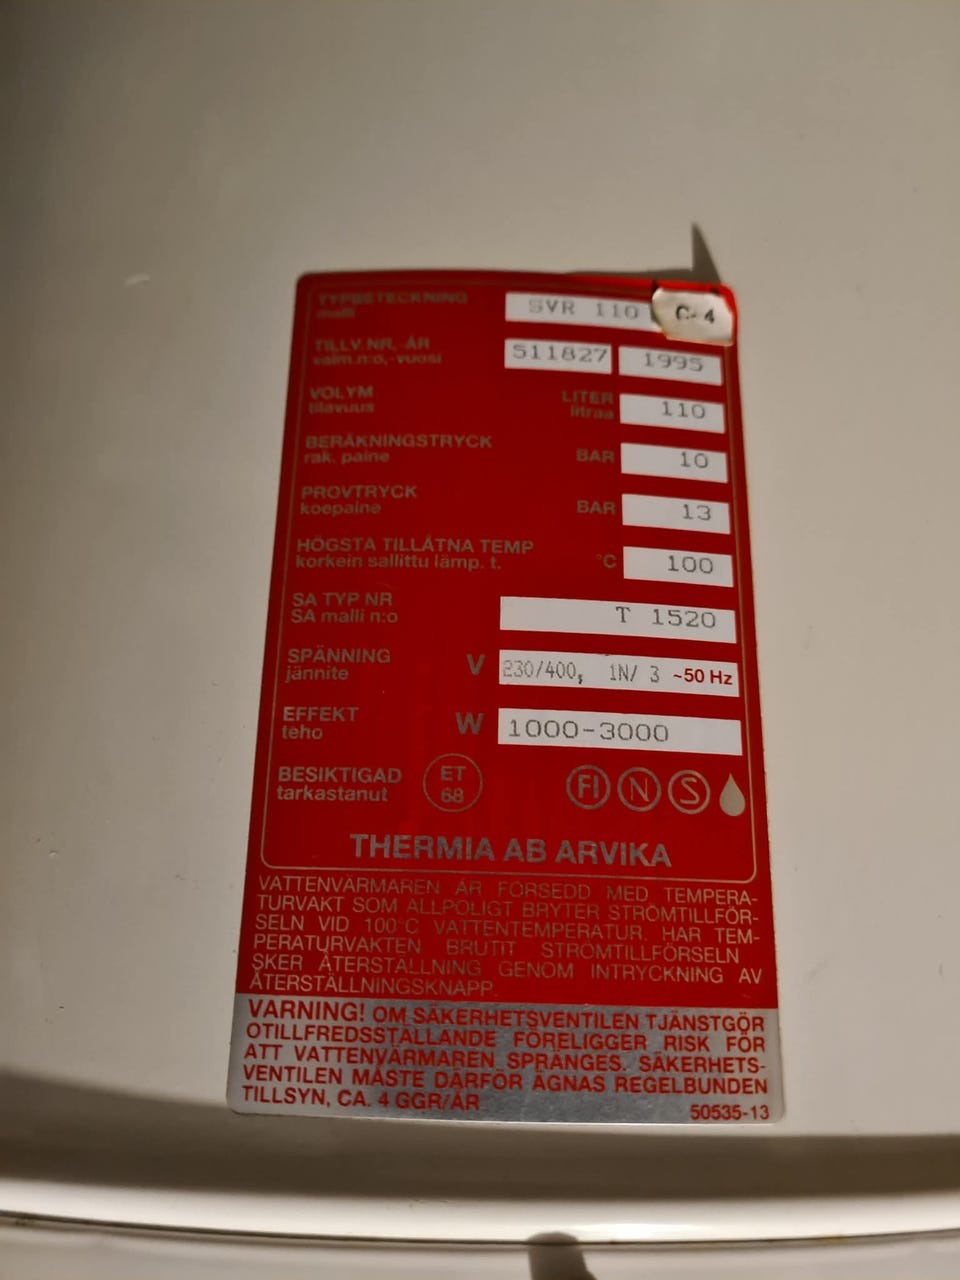 TYPBETECKNING SVR 110 C-4
malli
TILLV.NR, -ÅR 511827 1995
valm.n:o,-vuosi
VOLYM LITER 110
tilavuus litraa
BERÄKNINGSTRYCK BAR 10
rak. paine
PROVTRYCK BAR 13
koepaine
HÖGSTA TILLÅTNA TEMP °C 100
korkein sallittu lämp. t.
SA TYP NR T 1520
SA malli n:o
SPÄNNING V 230/400, 1N/ 3 ~50 Hz
jännite
EFFEKT W 1000-3000
teho
BESIKTIGAD ET 68 FI N S
tarkastanut
THERMIA AB ARVIKA
VATTENVÄRMAREN ÄR FÖRSEDD MED TEMPERA-
TURVAKT SOM ALLPOLIGT BRYTER STRÖMTILLFÖR-
SELN VID 100°C VATTENTEMPERATUR. HAR TEM-
PERATURVAKTEN BRUTIT STRÖMTILLFÖRSELN
SKER ÅTERSTÄLLNING GENOM INTRYCKNING AV
ÅTERSTÄLLNINGSKNAPP.
VARNING! OM SÄKERHETSVENTILEN TJÄNSTGÖR
OTILLFREDSSTÄLLANDE FÖRELIGGER RISK FÖR
ATT VATTENVÄRMAREN SPRÄNGES. SÄKERHETS-
VENTILEN MÅSTE DÄRFÖR ÄGNAS REGELBUNDEN
TILLSYN, CA. 4 GGR/ÅR
50535-13